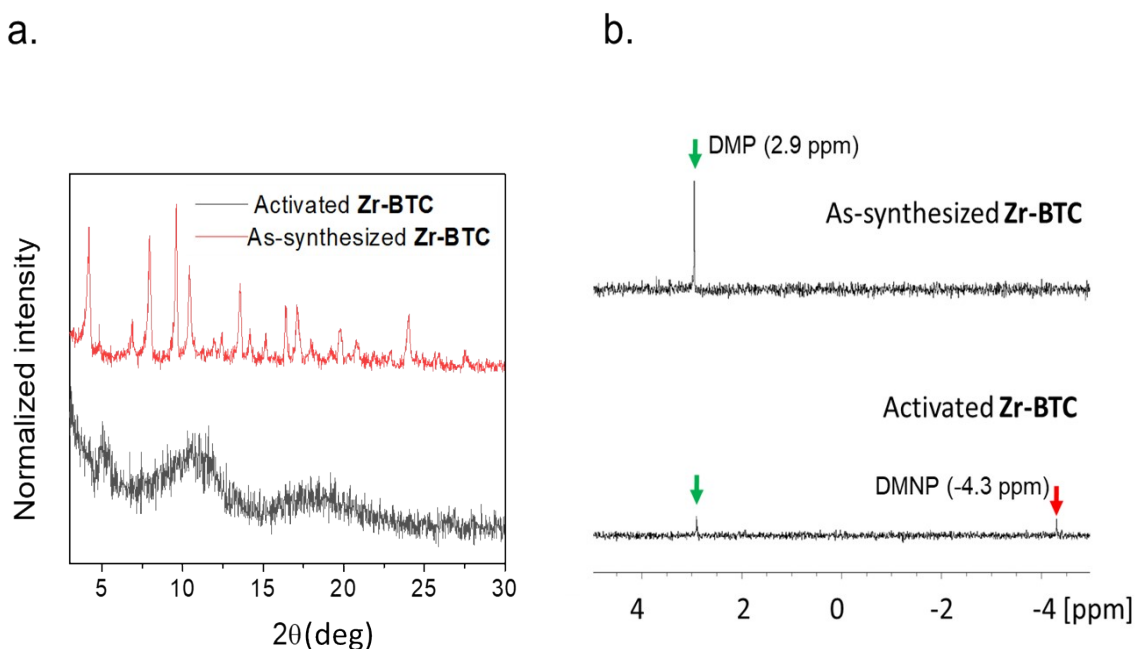 a.
Activated Zr-BTC
As-synthesized Zr-BTC
Normalized intensity
5 10 15 20 25 30
2θ(deg)
b.
DMP (2.9 ppm)
As-synthesized Zr-BTC
Activated Zr-BTC
DMNP (-4.3 ppm)
4 2 0 -2 -4 [ppm]